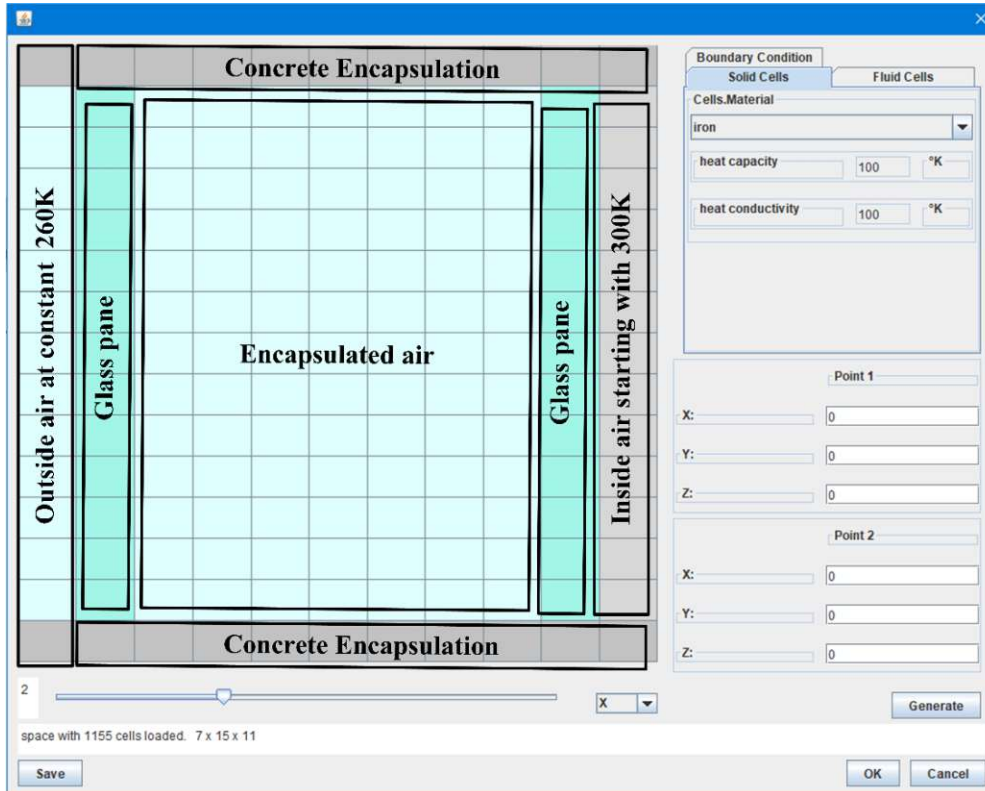 Concrete Encapsulation
Outside air at constant 260K
Glass pane
Encapsulated air
Glass pane
Inside air starting with 300K
Concrete Encapsulation
Boundary Condition
Solid Cells
Fluid Cells
Cells.Material
iron
heat capacity
100
°K
heat conductivity
100
°K
Point 1
X:
0
Y:
0
Z:
0
Point 2
X:
0
Y:
0
Z:
0
2
X
Generate
space with 1155 cells loaded. 7 x 15 x 11
Save
OK
Cancel